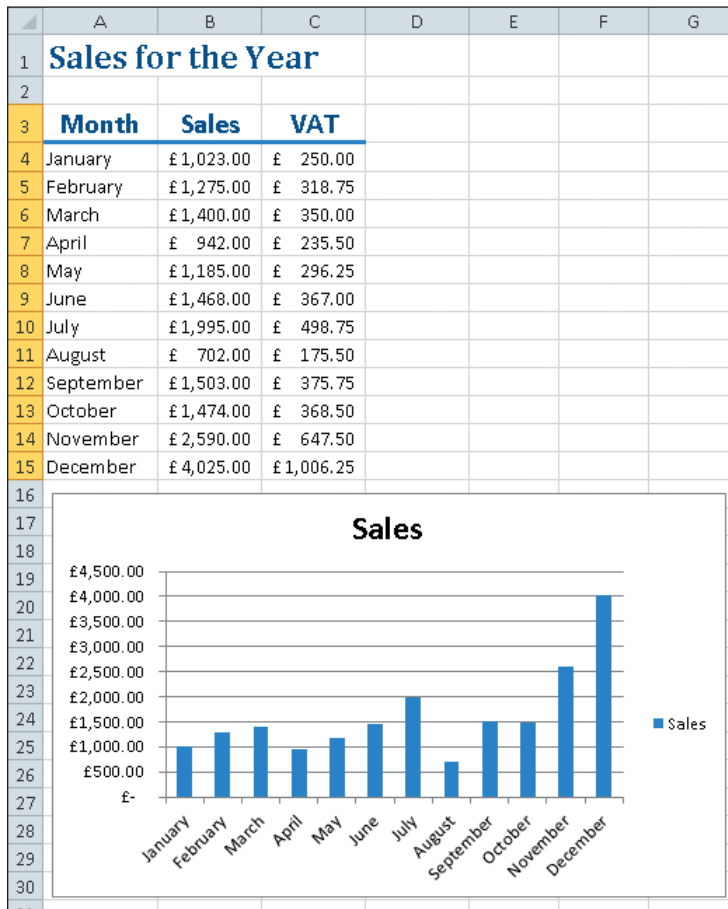 A B C D E F G
1 Sales for the Year
2
3 Month Sales VAT
4 January £1,023.00 £ 250.00
5 February £1,275.00 £ 318.75
6 March £1,400.00 £ 350.00
7 April £ 942.00 £ 235.50
8 May £1,185.00 £ 296.25
9 June £1,468.00 £ 367.00
10 July £1,995.00 £ 498.75
11 August £ 702.00 £ 175.50
12 September £1,503.00 £ 375.75
13 October £1,474.00 £ 368.50
14 November £2,590.00 £ 647.50
15 December £4,025.00 £1,006.25
16
17
18
19
20
21
22
23
24
25
26
27
28
29
30
Sales
£4,500.00
£4,000.00
£3,500.00
£3,000.00
£2,500.00
£2,000.00
£1,500.00
£1,000.00
£500.00
£-
January February March April May June July August September October November December
Sales